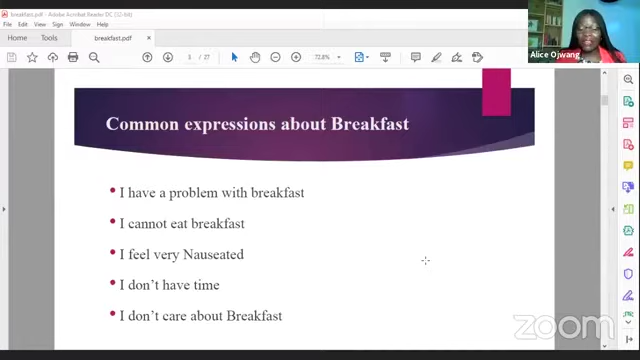 breakfast.pdf - Adobe Acrobat Reader DC (32-bit)
File Edit View Sign Window Help
Home Tools breakfast.pdf ×
3 / 27 72.8%
Alice Ojwang
Common expressions about Breakfast
• I have a problem with breakfast
• I cannot eat breakfast
• I feel very Nauseated
• I don't have time
• I don't care about Breakfast
zoom